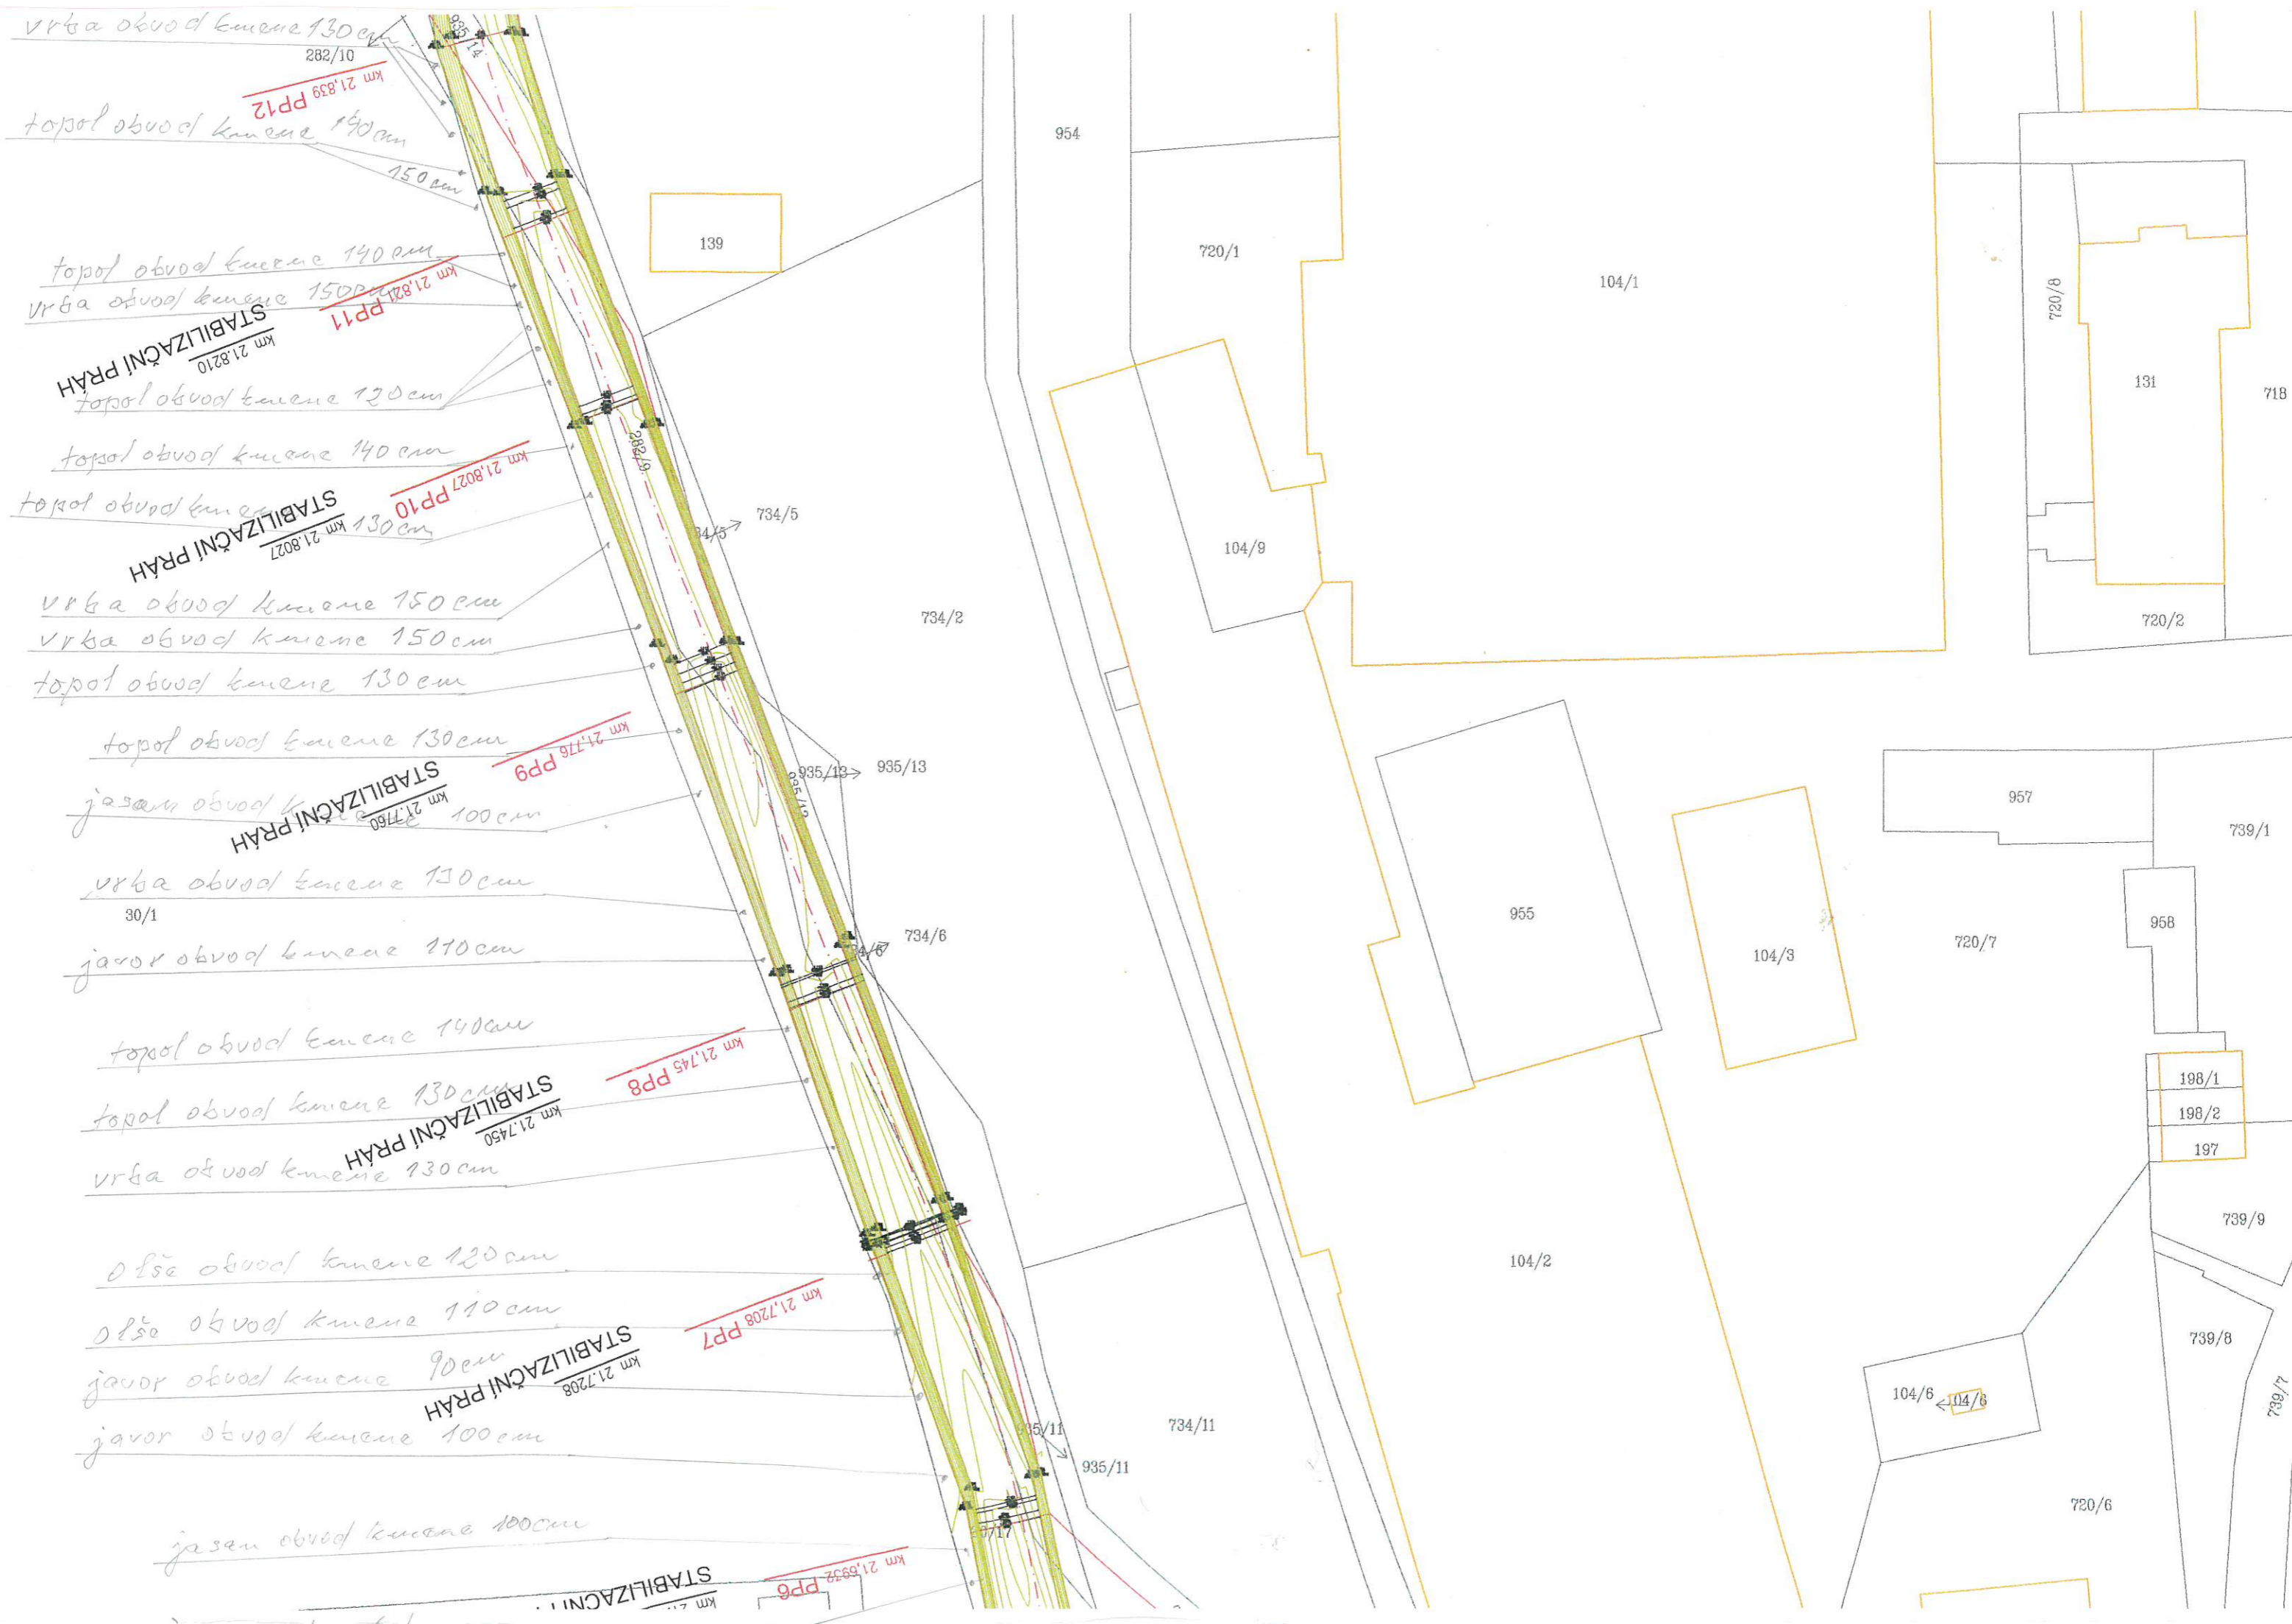 vrba obvod kmene 130 cm
282/10
km 21,839 PP12
topol obvod kmene 140 cm
150 cm
topol obvod kmene 140 cm
vrba obvod kmene 150 cm
km 21,821 PP11
STABILIZAČNÍ PRÁH
km 21.8210
topol obvod kmene 120 cm
topol obvod kmene 140 cm
km 21,8027 PP10
topol obvod kmene 130 cm
STABILIZAČNÍ PRÁH
km 21.8027
vrba obvod kmene 150 cm
vrba obvod kmene 150 cm
topol obvod kmene 130 cm
topol obvod kmene 130 cm
km 21,776 PP9
STABILIZAČNÍ PRÁH
km 21.7760
jasan obvod kmene 100 cm
vrba obvod kmene 130 cm
30/1
javor obvod kmene 110 cm
topol obvod kmene 140 cm
km 21,745 PP8
topol obvod kmene 130 cm
STABILIZAČNÍ PRÁH
km 21.7450
vrba obvod kmene 130 cm
olše obvod kmene 120 cm
olše obvod kmene 110 cm
km 21,7208 PP7
javor obvod kmene 90 cm
STABILIZAČNÍ PRÁH
km 21.7208
javor obvod kmene 100 cm
jasan obvod kmene 100 cm
km 21,6932 PP6
935/14
282/9
734/5
734/2
935/13
935/13
734/6
935/11
734/11
954
139
720/1
104/1
104/9
720/8
131
718
720/2
955
104/3
957
739/1
958
720/7
198/1
198/2
197
739/9
104/2
739/8
739/7
104/6
104/6
720/6